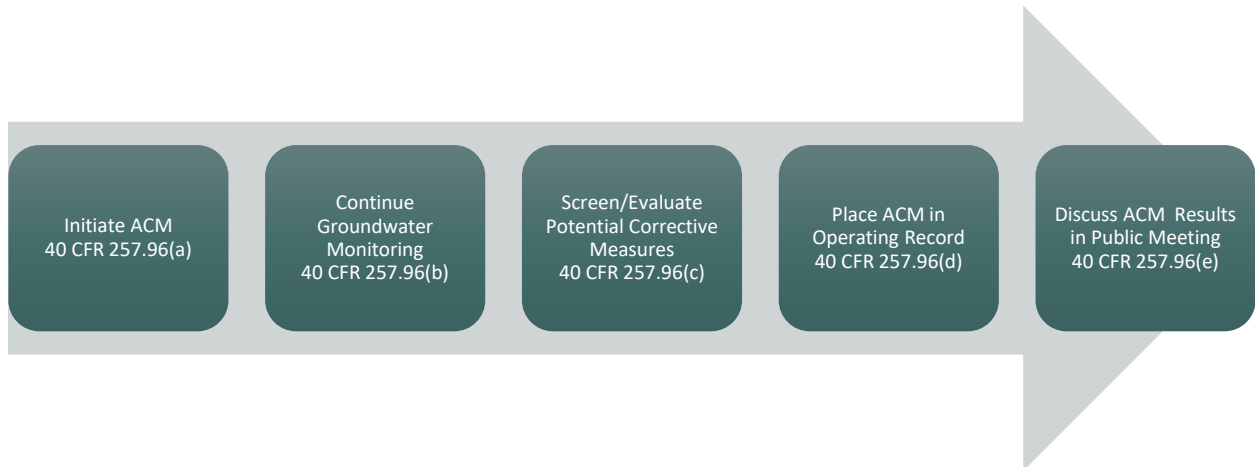 Initiate ACM
40 CFR 257.96(a)
Continue
Groundwater
Monitoring
40 CFR 257.96(b)
Screen/Evaluate
Potential Corrective
Measures
40 CFR 257.96(c)
Place ACM in
Operating Record
40 CFR 257.96(d)
Discuss ACM  Results
in Public Meeting
40 CFR 257.96(e)